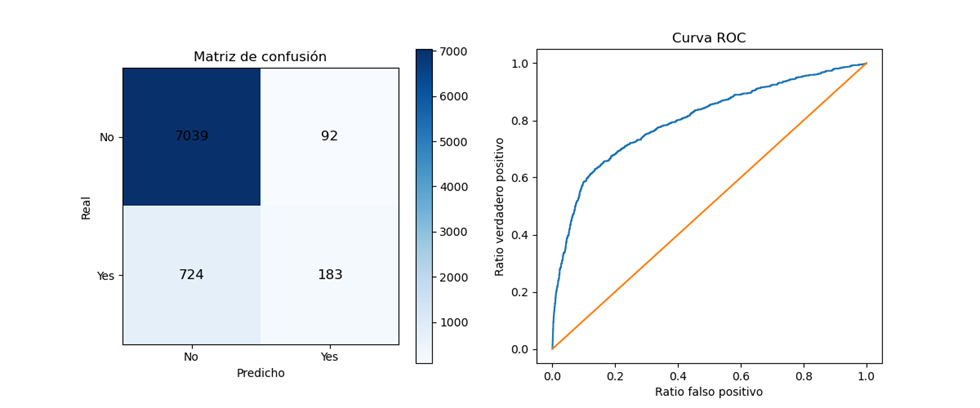 Matriz de confusión
No
Yes
Real
7039
92
724
183
No
Yes
Predicho
7000
6000
5000
4000
3000
2000
1000
Curva ROC
Ratio verdadero positivo
1.0
0.8
0.6
0.4
0.2
0.0
0.0 0.2 0.4 0.6 0.8 1.0
Ratio falso positivo